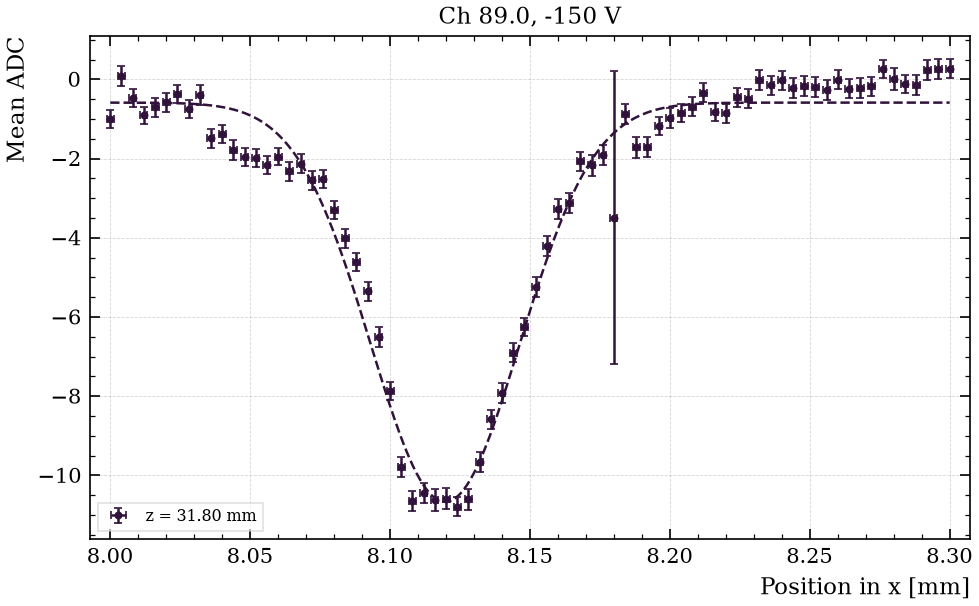 Ch 89.0, -150 V
Mean ADC
0
−2
−4
−6
−8
−10
z = 31.80 mm
8.00 8.05 8.10 8.15 8.20 8.25 8.30
Position in x [mm]